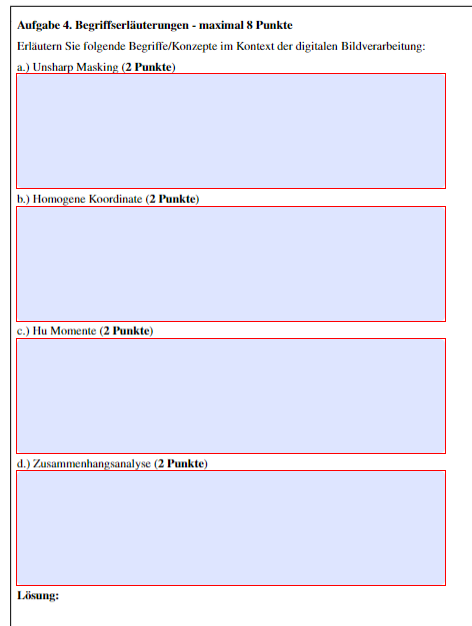 Aufgabe 4. Begriffserläuterungen - maximal 8 Punkte
Erläutern Sie folgende Begriffe/Konzepte im Kontext der digitalen Bildverarbeitung:
a.) Unsharp Masking (2 Punkte)
b.) Homogene Koordinate (2 Punkte)
c.) Hu Momente (2 Punkte)
d.) Zusammenhangsanalyse (2 Punkte)
Lösung: